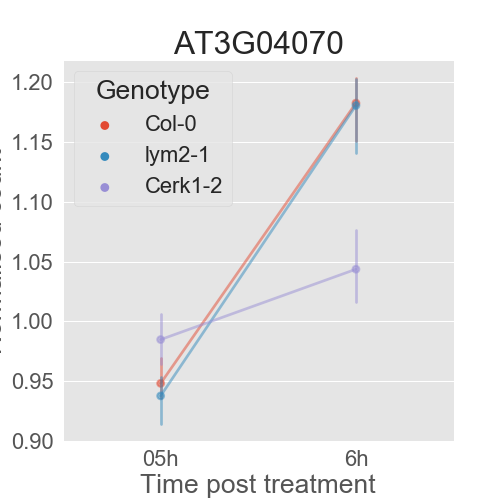 AT3G04070
Genotype
Col-0
lym2-1
Cerk1-2
1.20
1.15
1.10
1.05
1.00
0.95
0.90
05h
6h
Time post treatment